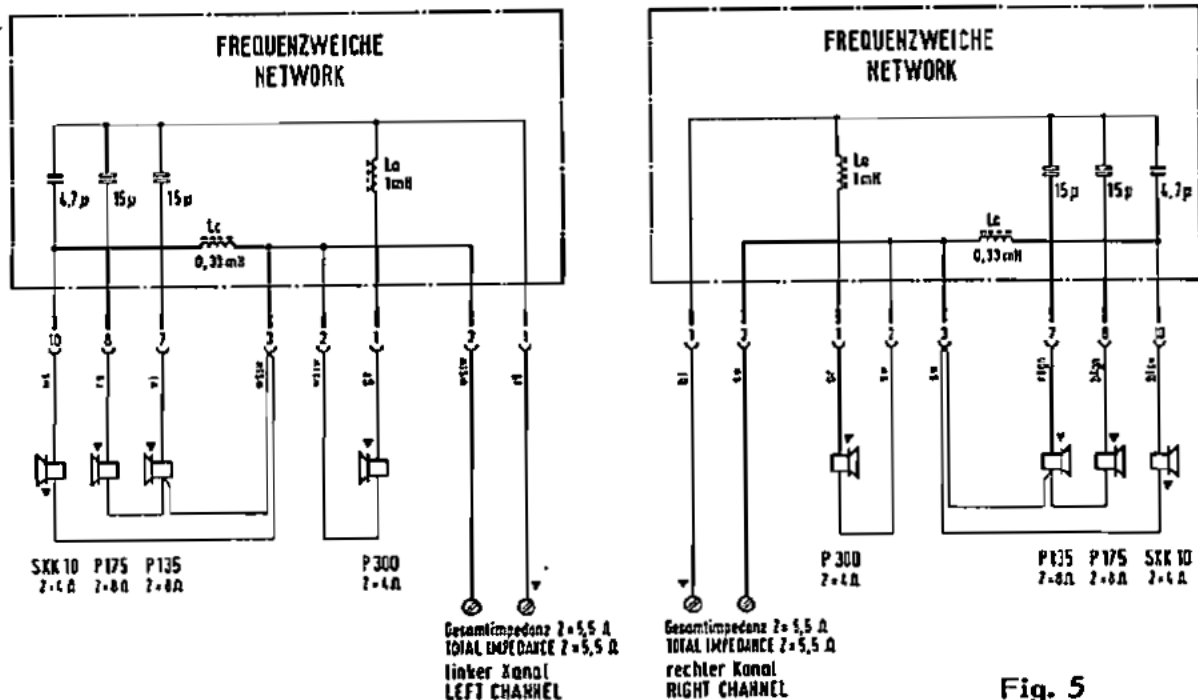 FREQUENZWEICHE
NETWORK
4,7µ
15µ
15µ
La
1mH
Lc
0,33mH
10
8
7
3
2
1
2
1
SKK 10
Z=4Ω
P175
Z=8Ω
P135
Z=8Ω
P 300
Z=4Ω
Gesamtimpedanz Z=5,5 Ω
TOTAL IMPEDANCE Z=5,5 Ω
linker Kanal
LEFT CHANNEL
FREQUENZWEICHE
NETWORK
La
1mH
15µ
15µ
4,7µ
Lc
0,33mH
1
2
1
2
3
7
8
P 300
Z=4Ω
P135
Z=8Ω
P175
Z=8Ω
SKK 10
Z=4Ω
Gesamtimpedanz Z=5,5 Ω
TOTAL IMPEDANCE Z=5,5 Ω
rechter Kanal
RIGHT CHANNEL
Fig. 5